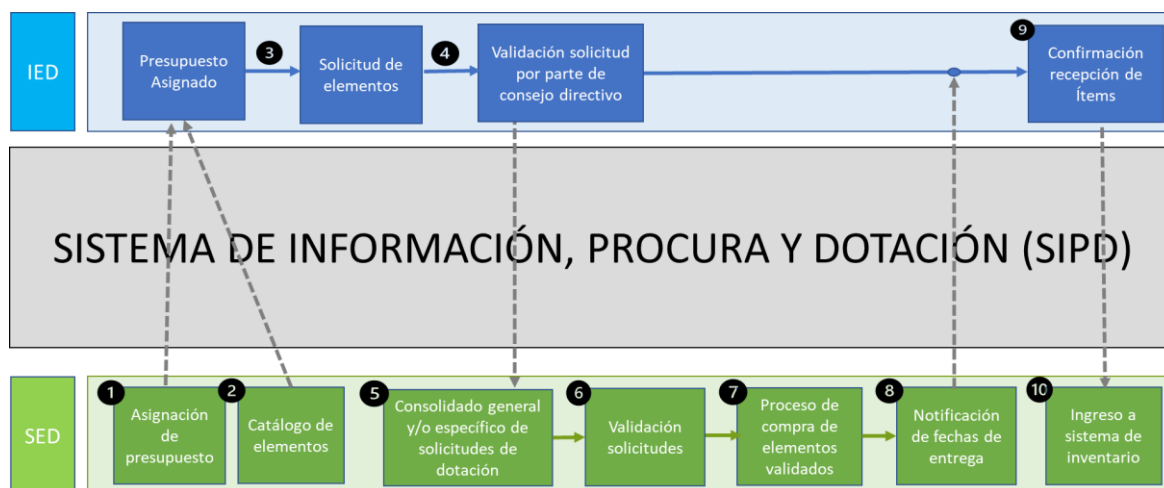 IED
Presupuesto
Asignado
3
Solicitud de
elementos
4
Validación solicitud
por parte de
consejo directivo
9
Confirmación
recepción de
Ítems
SISTEMA DE INFORMACIÓN, PROCURA Y DOTACIÓN (SIPD)
SED
1
Asignación
de
presupuesto
2
Catálogo de
elementos
5
Consolidado general
y/o específico de
solicitudes de
dotación
6
Validación
solicitudes
7
Proceso de
compra de
elementos
validados
8
Notificación
de fechas de
entrega
10
Ingreso a
sistema de
inventario